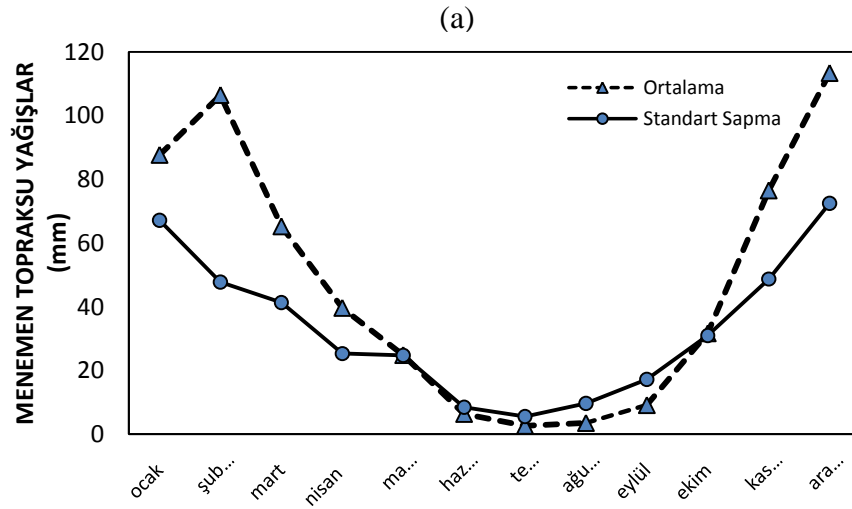 (a)
MENEMEN TOPRAKSU YAĞIŞLAR
(mm)
120
100
80
60
40
20
0
Ortalama
Standart Sapma
ocak
şub...
mart
nisan
ma...
haz...
te...
ağu...
eylül
ekim
kas...
ara...